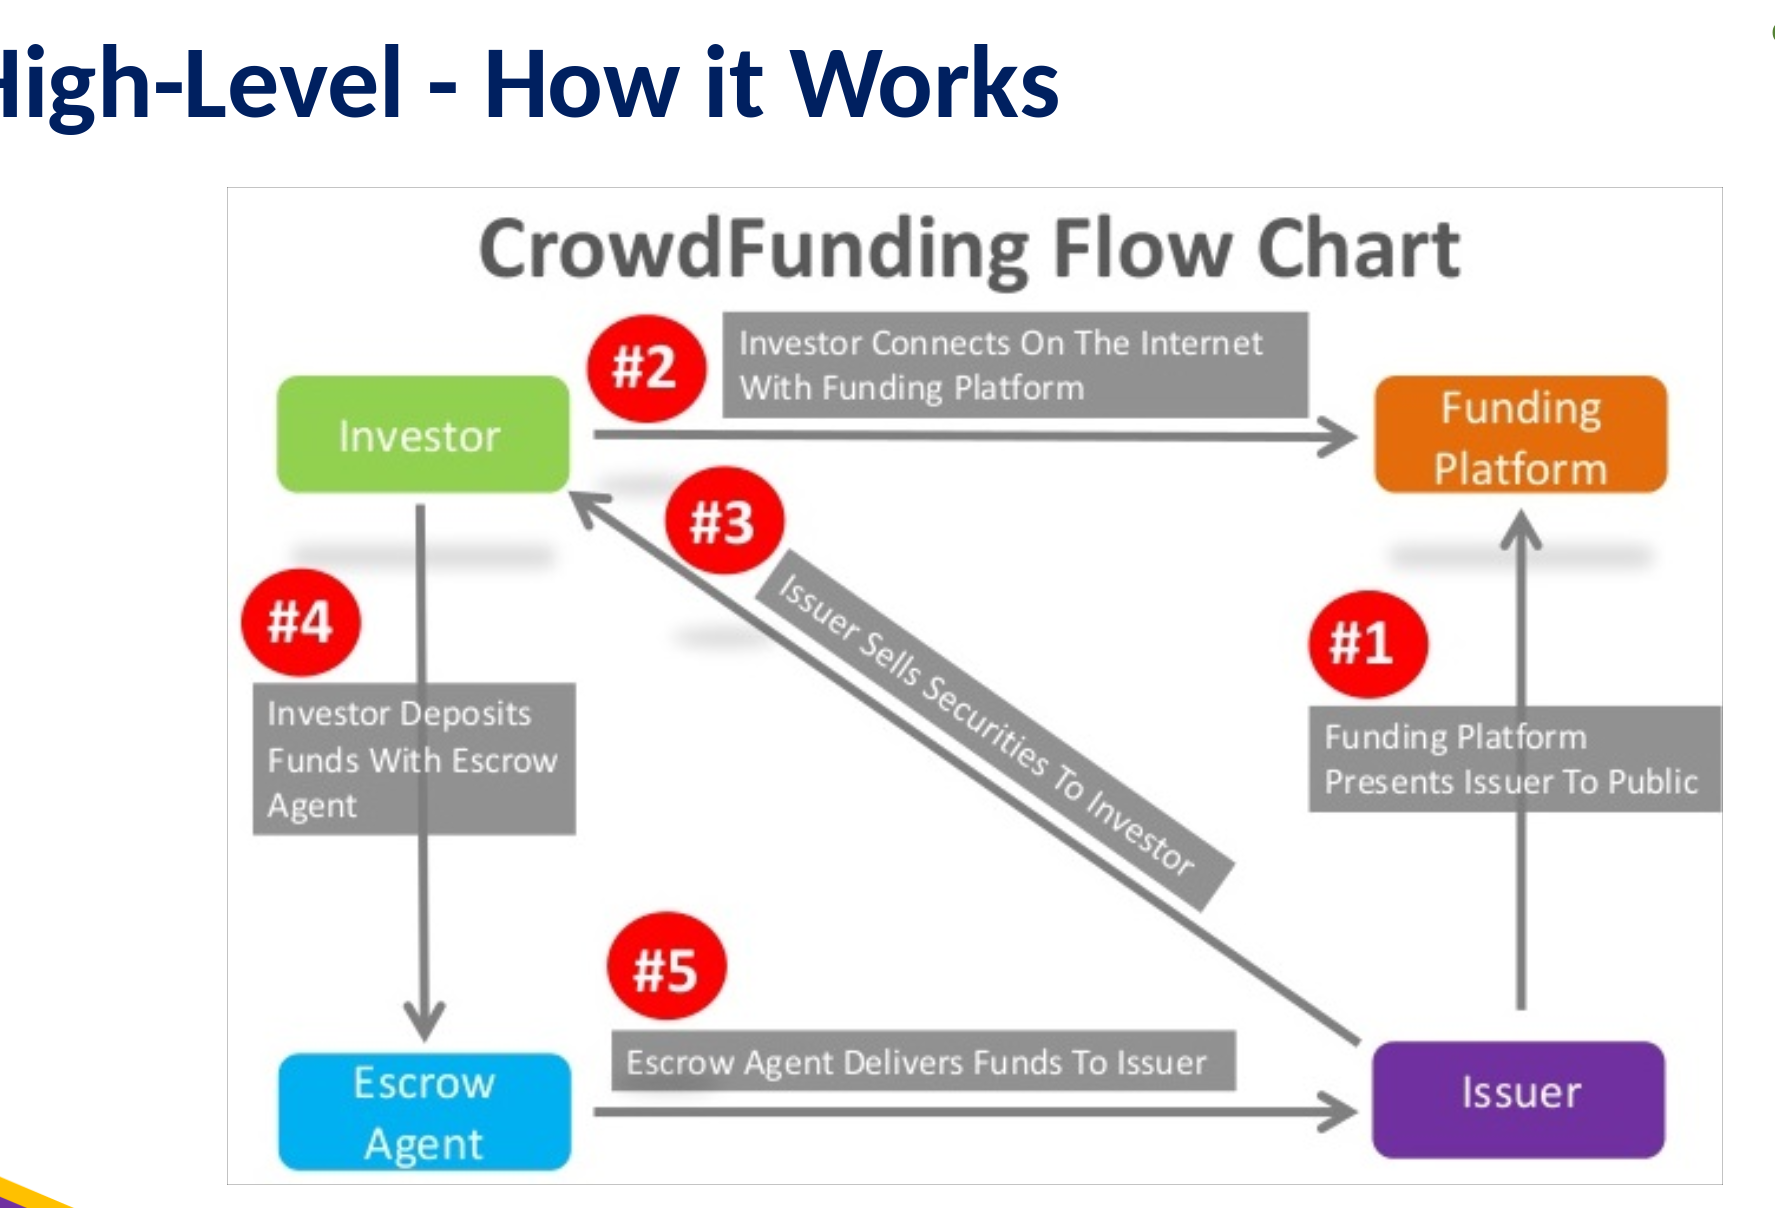 High-Level - How it Works
CrowdFunding Flow Chart
#2
Investor Connects On The Internet
With Funding Platform
Investor
Funding
Platform
#3
Issuer Sells Securities To Investor
#4
Investor Deposits
Funds With Escrow
Agent
#1
Funding Platform
Presents Issuer To Public
#5
Escrow Agent Delivers Funds To Issuer
Escrow
Agent
Issuer